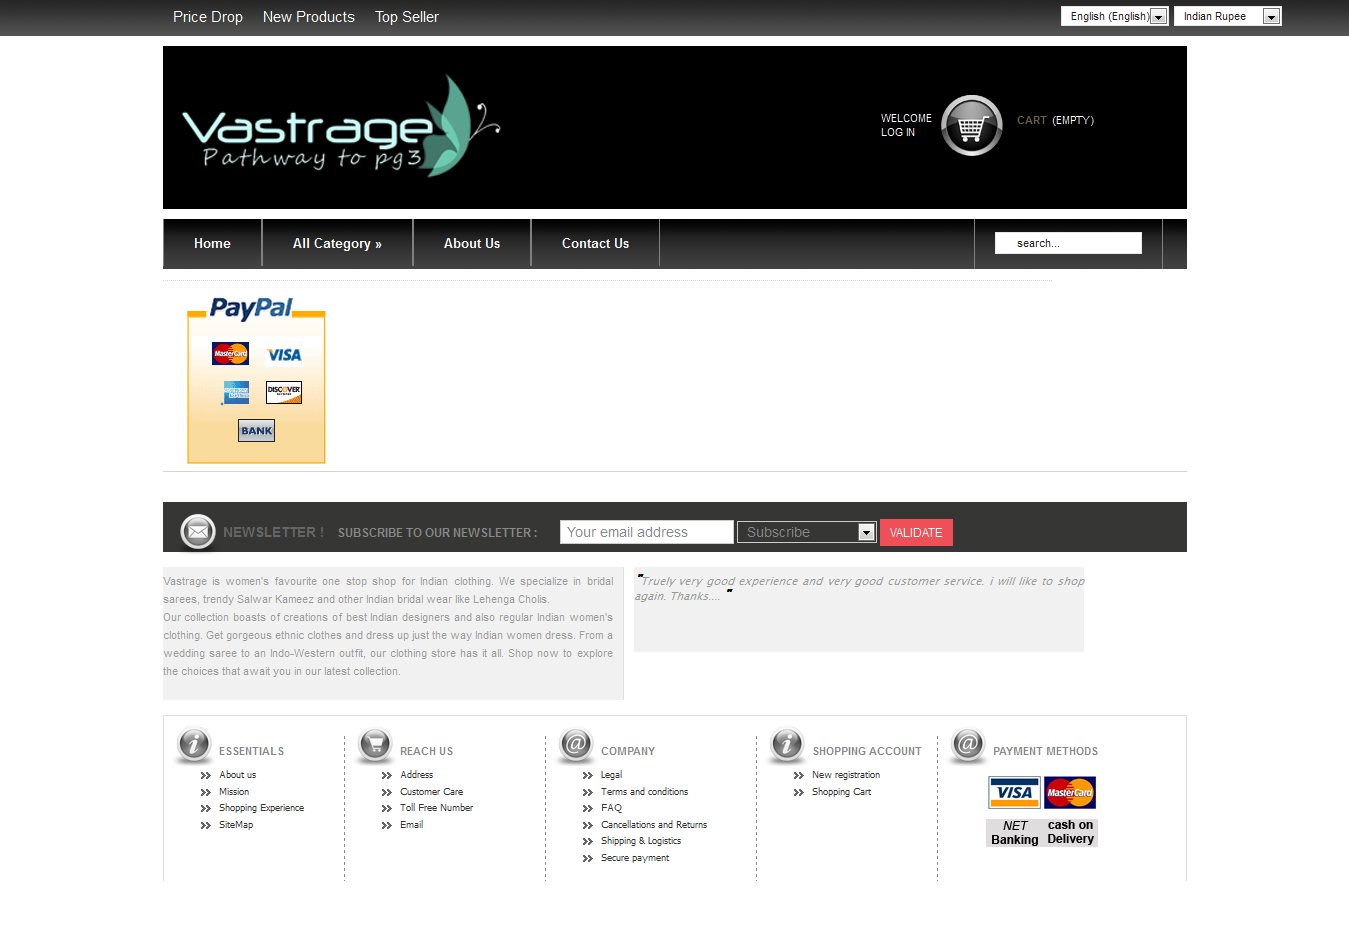 Price Drop New Products Top Seller English (English) Indian Rupee
Vastrage
Pathway to pg3
WELCOME
LOG IN
CART (EMPTY)
Home All Category » About Us Contact Us search...
PayPal
MasterCard VISA
DISCOVER
BANK
NEWSLETTER ! SUBSCRIBE TO OUR NEWSLETTER : Your email address Subscribe VALIDATE
Vastrage is women's favourite one stop shop for Indian clothing. We specialize in bridal
sarees, trendy Salwar Kameez and other Indian bridal wear like Lehenga Cholis.
Our collection boasts of creations of best Indian designers and also regular Indian women's
clothing. Get gorgeous ethnic clothes and dress up just the way Indian women dress. From a
wedding saree to an Indo-Western outfit, our clothing store has it all. Shop now to explore
the choices that await you in our latest collection.
"Truely very good experience and very good customer service. i will like to shop
again. Thanks.... "
ESSENTIALS
About us
Mission
Shopping Experience
SiteMap
REACH US
Address
Customer Care
Toll Free Number
Email
COMPANY
Legal
Terms and conditions
FAQ
Cancellations and Returns
Shipping & Logistics
Secure payment
SHOPPING ACCOUNT
New registration
Shopping Cart
PAYMENT METHODS
VISA MasterCard
NET
Banking
cash on
Delivery